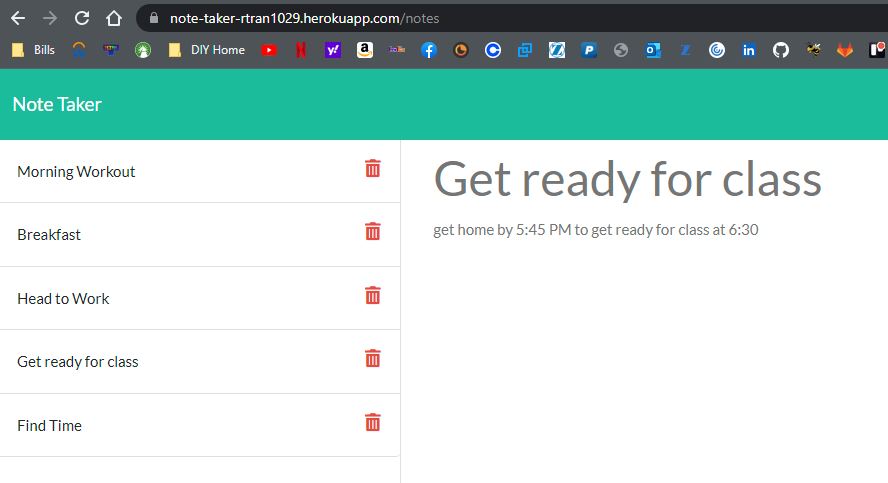 note-taker-rtran1029.herokuapp.com/notes
Bills
DIY Home
Note Taker
Morning Workout
Breakfast
Head to Work
Get ready for class
Find Time
Get ready for class
get home by 5:45 PM to get ready for class at 6:30